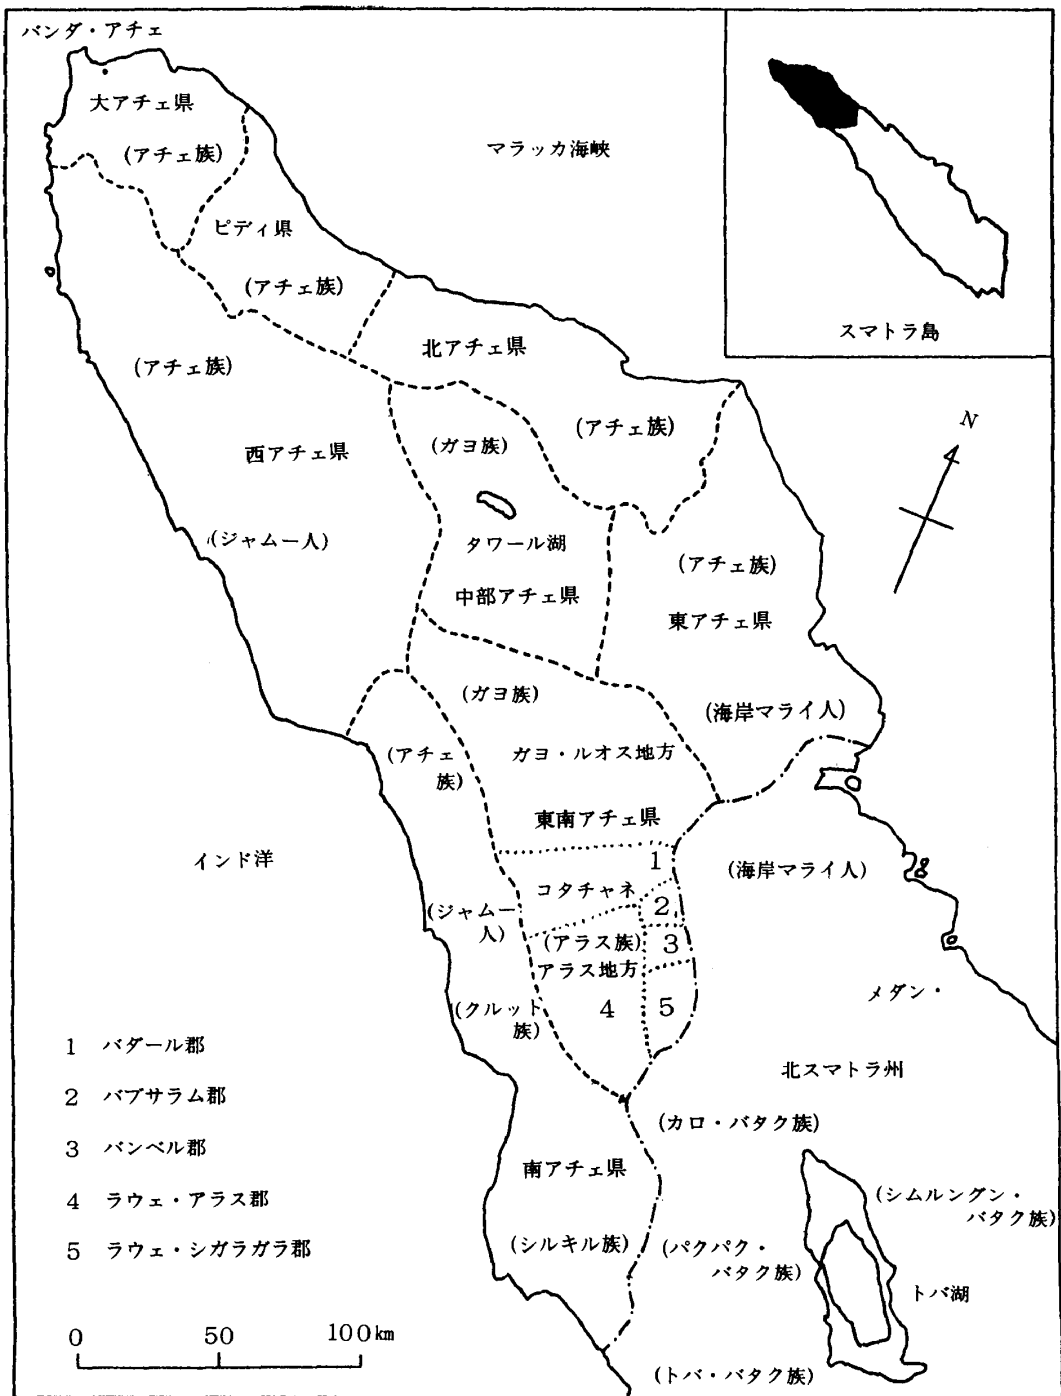 バンダ・アチェ
大アチェ県
(アチェ族)
マラッカ海峡
ピディ県
(アチェ族)
スマトラ島
北アチェ県
(アチェ族)
(アチェ族)
N
(ガヨ族)
西アチェ県
(ジャムー人)
タワール湖
(アチェ族)
中部アチェ県
東アチェ県
(ガヨ族)
(海岸マライ人)
(アチェ
族)
ガヨ・ルオス地方
東南アチェ県
インド洋
1
(海岸マライ人)
コタチャネ
2
(ジャムー
人)
(アラス族)
3
アラス地方
メダン・
(クルット
族)
4
5
北スマトラ州
1 バダール郡
2 バブサラム郡
3 バンベル郡
4 ラウェ・アラス郡
5 ラウェ・シガラガラ郡
(カロ・バタク族)
南アチェ県
(シムルングン・
バタク族)
(シルキル族)
(パクパク・
バタク族)
トバ湖
0 50 100km
(トバ・バタク族)